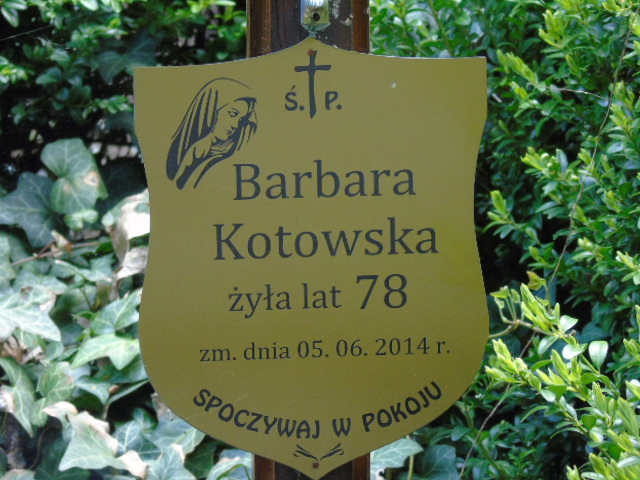 Ś. P.
Barbara
Kotowska
żyła lat 78
zm. dnia 05. 06. 2014 r.
SPOCZYWAJ W POKOJU